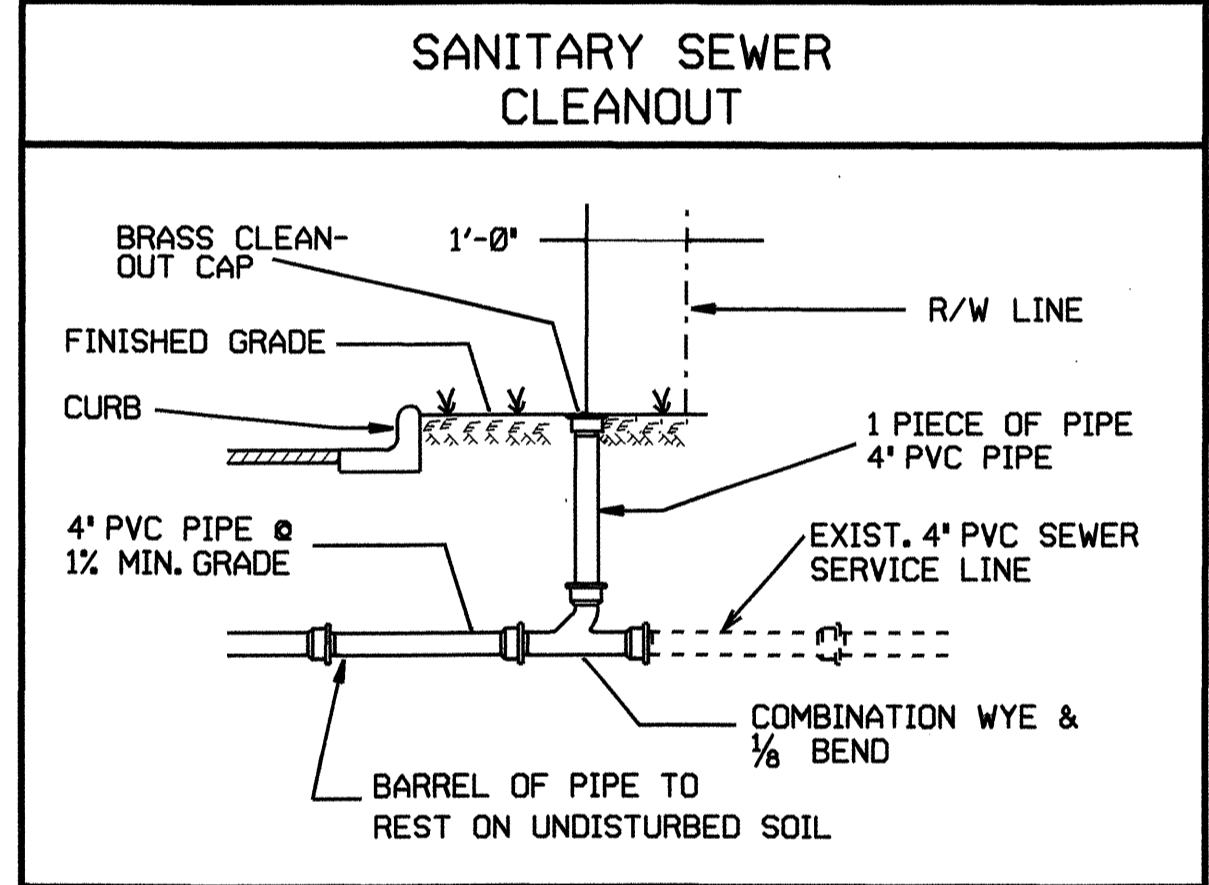 SANITARY SEWER
CLEANOUT
BRASS CLEAN-
OUT CAP
1'-0"
R/W LINE
FINISHED GRADE
CURB
1 PIECE OF PIPE
4" PVC PIPE
4" PVC PIPE @
1% MIN. GRADE
EXIST. 4" PVC SEWER
SERVICE LINE
COMBINATION WYE &
1/8 BEND
BARREL OF PIPE TO
REST ON UNDISTURBED SOIL